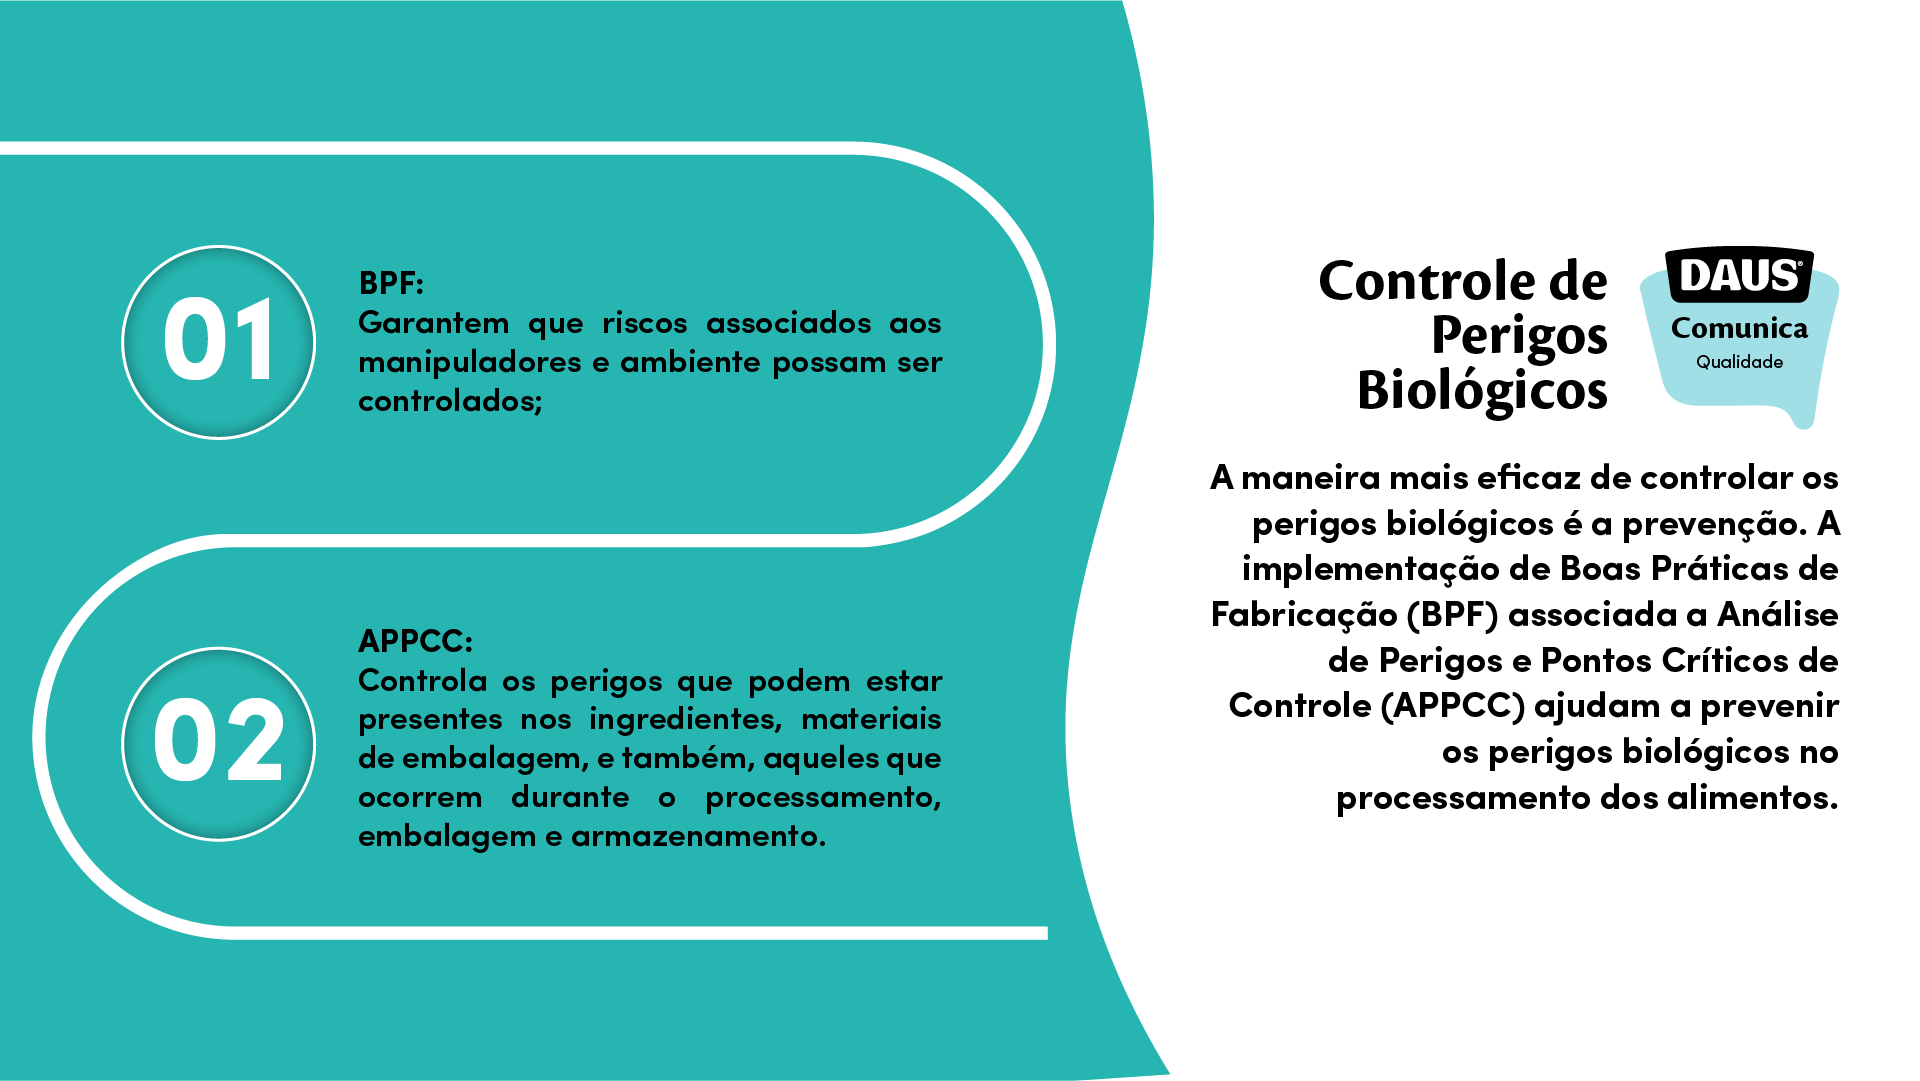 01
BPF:
Garantem que riscos associados aos
manipuladores e ambiente possam ser
controlados;
02
APPCC:
Controla os perigos que podem estar
presentes nos ingredientes, materiais
de embalagem, e também, aqueles que
ocorrem durante o processamento,
embalagem e armazenamento.
Controle de
Perigos
Biológicos
DAUS®
Comunica
Qualidade
A maneira mais eficaz de controlar os
perigos biológicos é a prevenção. A
implementação de Boas Práticas de
Fabricação (BPF) associada a Análise
de Perigos e Pontos Críticos de
Controle (APPCC) ajudam a prevenir
os perigos biológicos no
processamento dos alimentos.